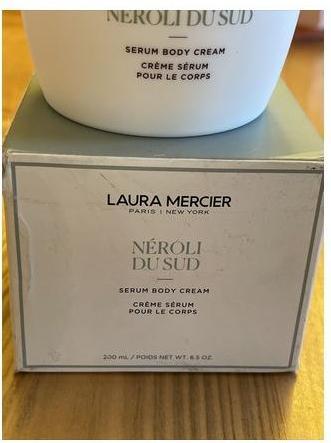 NÉROLI DU SUD
SERUM BODY CREAM
CRÈME SÉRUM
POUR LE CORPS
LAURA MERCIER
PARIS | NEW YORK
NÉROLI
DU SUD
SERUM BODY CREAM
CRÈME SÉRUM
POUR LE CORPS
200 mL / POIDS NET WT. 6.5 OZ.